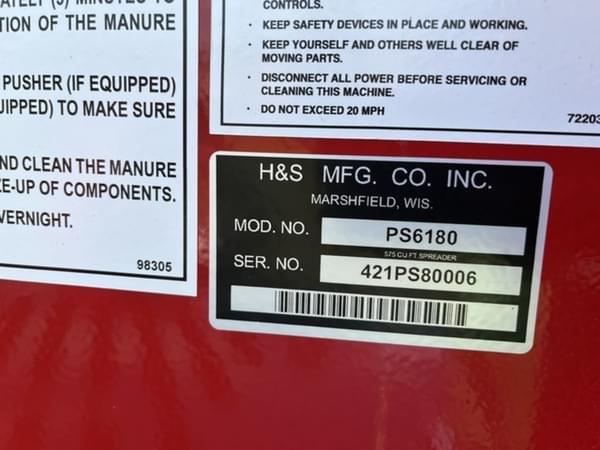 TION OF THE MANURE
PUSHER (IF EQUIPPED)
TO MAKE SURE
ND CLEAN THE MANURE
E-UP OF COMPONENTS.
VERNIGHT.
98305
CONTROLS.
• KEEP SAFETY DEVICES IN PLACE AND WORKING.
• KEEP YOURSELF AND OTHERS WELL CLEAR OF
MOVING PARTS.
• DISCONNECT ALL POWER BEFORE SERVICING OR
CLEANING THIS MACHINE.
• DO NOT EXCEED 20 MPH
72203
H&S MFG. CO. INC.
MARSHFIELD, WIS.
MOD. NO. PS6180
575 CU FT SPREADER
SER. NO. 421PS80006